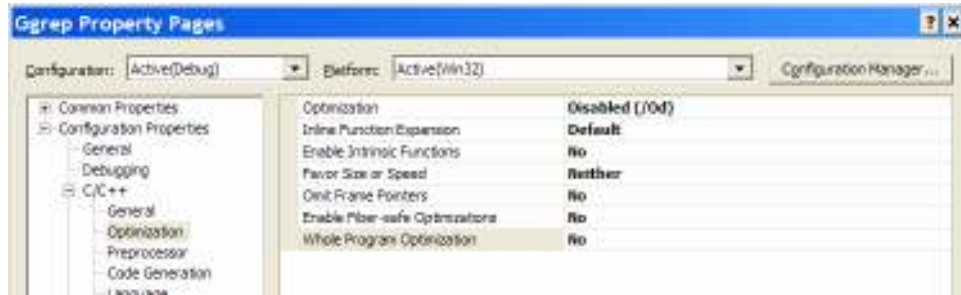 Ggrep Property Pages
Configuration: Active(Debug) Platform: Active(Win32) Configuration Manager...
Common Properties
Configuration Properties
General
Debugging
C/C++
General
Optimization
Preprocessor
Code Generation
Language
Optimization Disabled (/Od)
Inline Function Expansion Default
Enable Intrinsic Functions No
Favor Size or Speed Neither
Omit Frame Pointers No
Enable Fiber-safe Optimizations No
Whole Program Optimization No